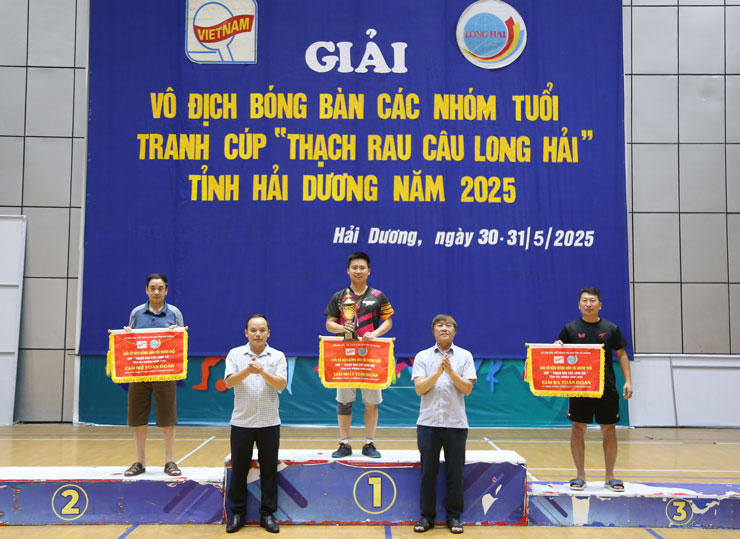 VIETNAM
LONG HẢI
GIẢI
VÔ ĐỊCH BÓNG BÀN CÁC NHÓM TUỔI
TRANH CÚP "THẠCH RAU CÂU LONG HẢI"
TỈNH HẢI DƯƠNG NĂM 2025
Hải Dương, ngày 30-31/5/2025
GIẢI NHÌ TOÀN ĐOÀN
GIẢI NHẤT TOÀN ĐOÀN
GIẢI BA TOÀN ĐOÀN
2
1
3